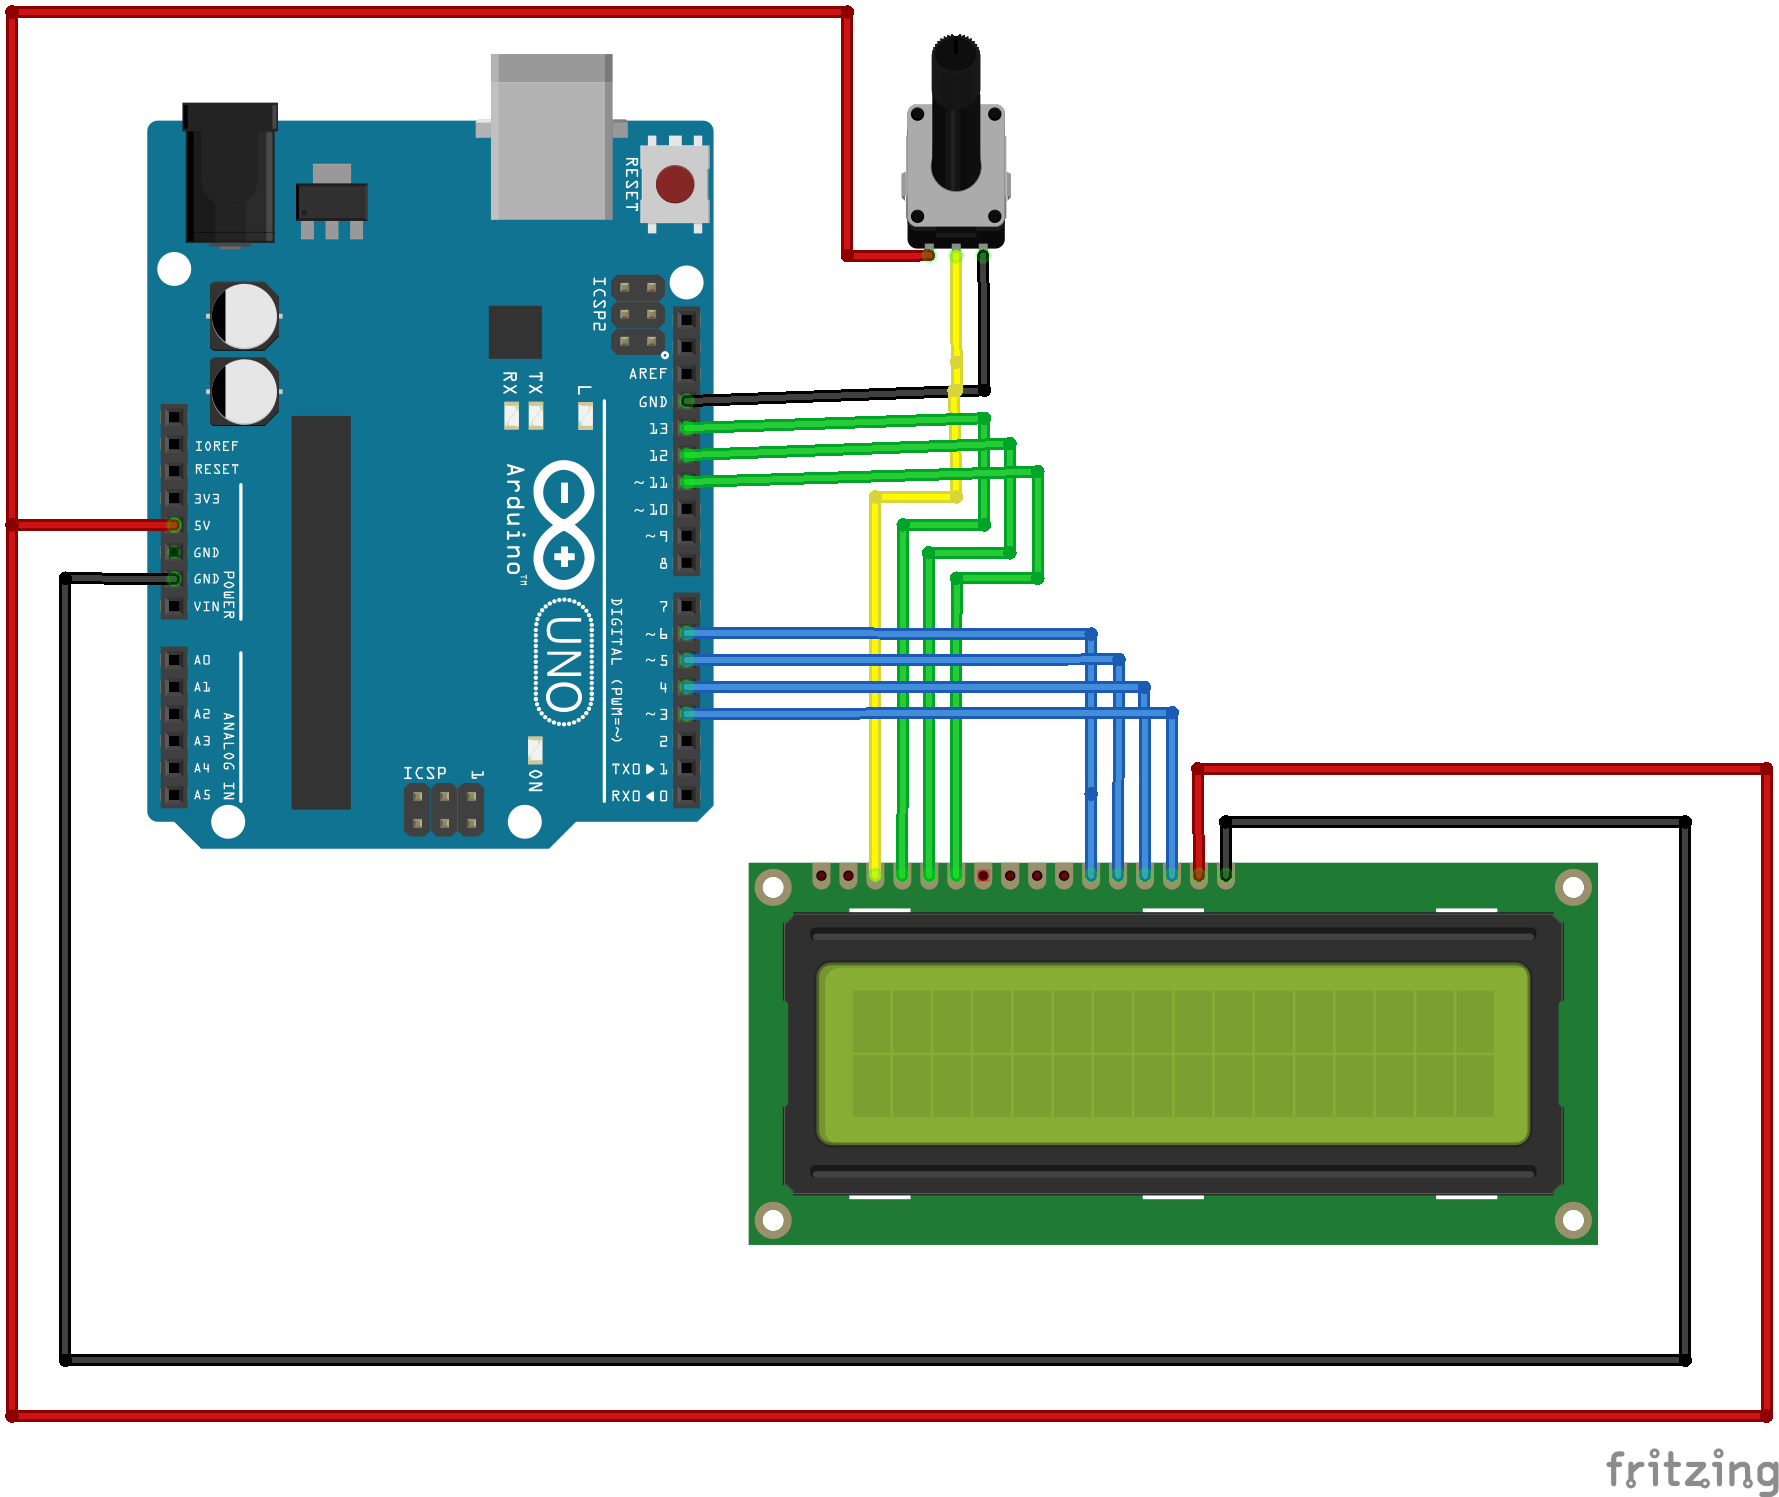 RESET
ICSP2
AREF
GND
13
12
~11
~10
~9
8
RX
TX
L
IOREF
RESET
3V3
5V
GND
GND
VIN
POWER
Arduino™
UNO
7
~6
~5
4
~3
2
TX0▶1
RX0◀0
DIGITAL (PWM=~)
A0
A1
A2
A3
A4
A5
ANALOG IN
ICSP
1
ON
fritzing